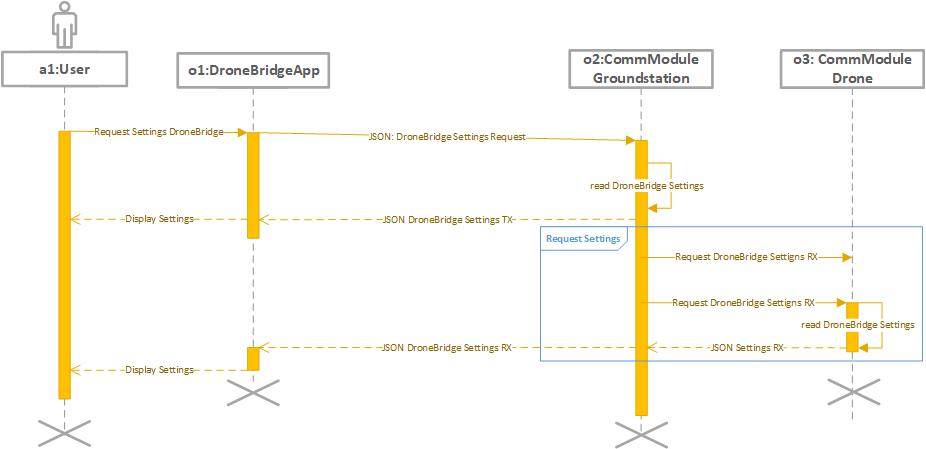 a1:User
o1:DroneBridgeApp
o2:CommModule
Groundstation
o3: CommModule
Drone
Request Settings DroneBridge
JSON: DroneBridge Settings Request
read DroneBridge Settings
Display Settings
JSON DroneBridge Settings TX
Request Settings
Request DroneBridge Settigns RX
Request DroneBridge Settigns RX
read DroneBridge Settings
JSON DroneBridge Settings RX
JSON Settings RX
Display Settings